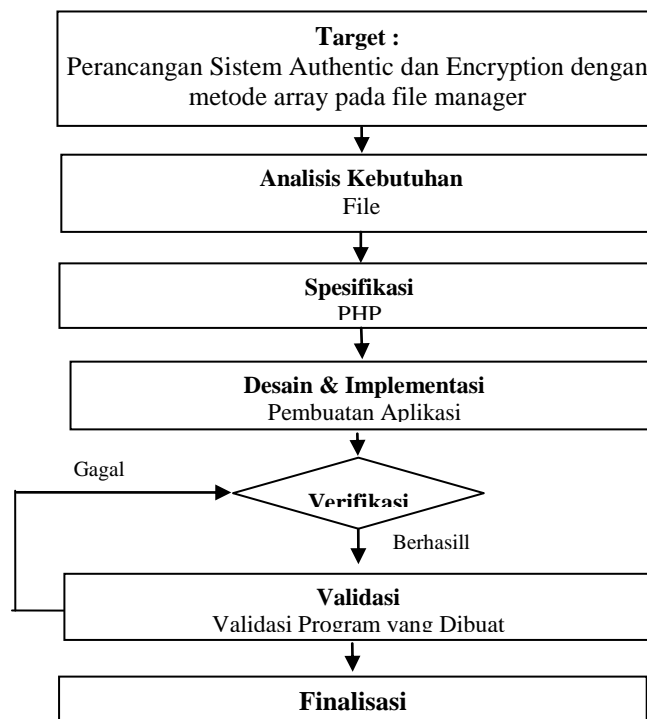 Target :
Perancangan Sistem Authentic dan Encryption dengan
metode array pada file manager
Analisis Kebutuhan
File
Spesifikasi
PHP
Desain & Implementasi
Pembuatan Aplikasi
Gagal
Verifikasi
Berhasill
Validasi
Validasi Program yang Dibuat
Finalisasi